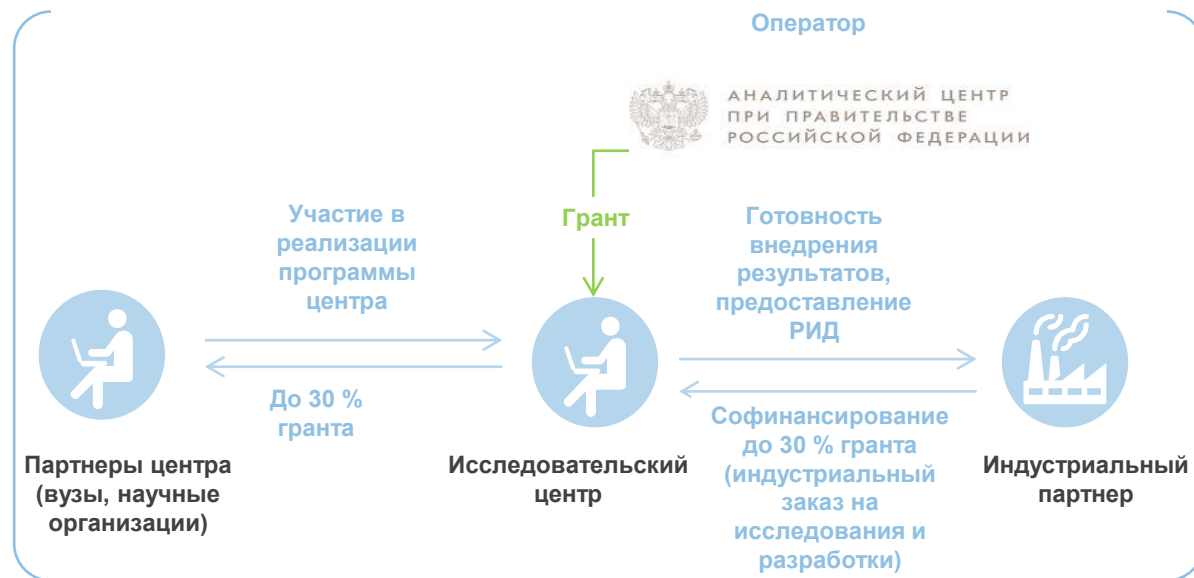 Оператор
АНАЛИТИЧЕСКИЙ ЦЕНТР
ПРИ ПРАВИТЕЛЬСТВЕ
РОССИЙСКОЙ ФЕДЕРАЦИИ
Грант
Участие в
реализации
программы
центра
До 30 %
гранта
Готовность
внедрения
результатов,
предоставление
РИД
Софинансирование
до 30 % гранта
(индустриальный
заказ на
исследования и
разработки)
Партнеры центра
(вузы, научные
организации)
Исследовательский
центр
Индустриальный
партнер